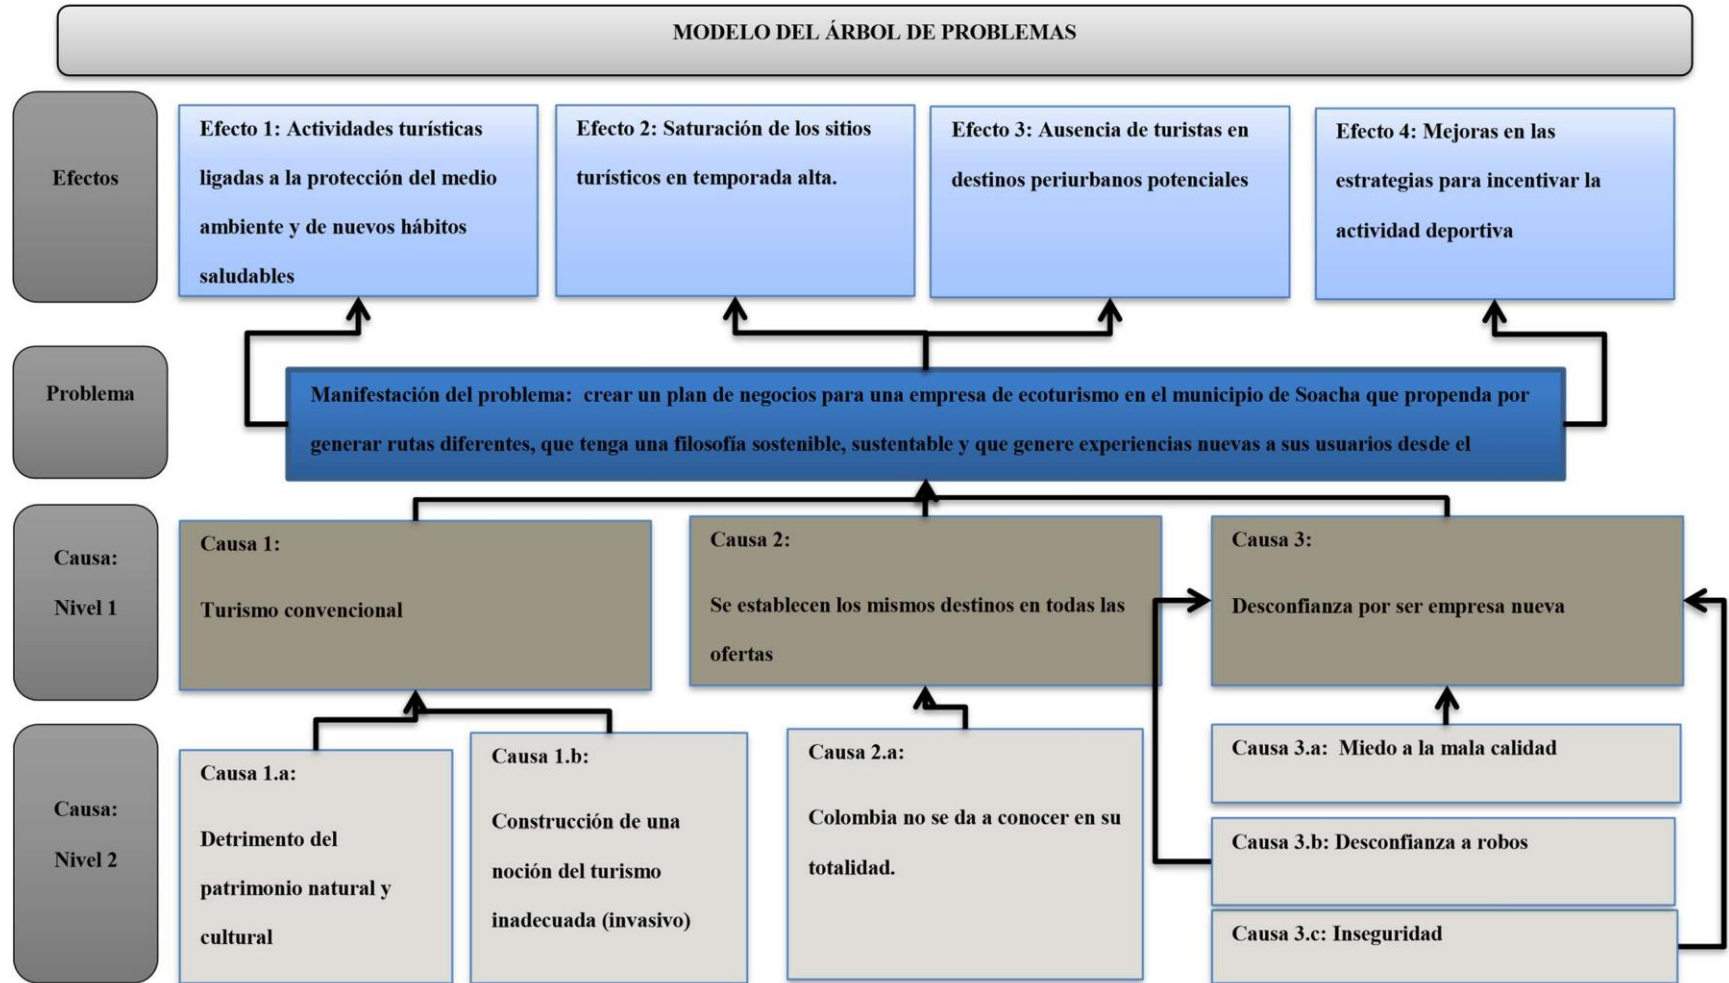 MODELO DEL ÁRBOL DE PROBLEMAS
Efectos
Efecto 1: Actividades turísticas
ligadas a la protección del medio
ambiente y de nuevos hábitos
saludables
Efecto 2: Saturación de los sitios
turísticos en temporada alta.
Efecto 3: Ausencia de turistas en
destinos periurbanos potenciales
Efecto 4: Mejoras en las
estrategias para incentivar la
actividad deportiva
Problema
Manifestación del problema: crear un plan de negocios para una empresa de ecoturismo en el municipio de Soacha que propenda por
generar rutas diferentes, que tenga una filosofía sostenible, sustentable y que genere experiencias nuevas a sus usuarios desde el
Causa:
Nivel 1
Causa 1:
Turismo convencional
Causa 2:
Se establecen los mismos destinos en todas las
ofertas
Causa 3:
Desconfianza por ser empresa nueva
Causa:
Nivel 2
Causa 1.a:
Detrimento del
patrimonio natural y
cultural
Causa 1.b:
Construcción de una
noción del turismo
inadecuada (invasivo)
Causa 2.a:
Colombia no se da a conocer en su
totalidad.
Causa 3.a: Miedo a la mala calidad
Causa 3.b: Desconfianza a robos
Causa 3.c: Inseguridad